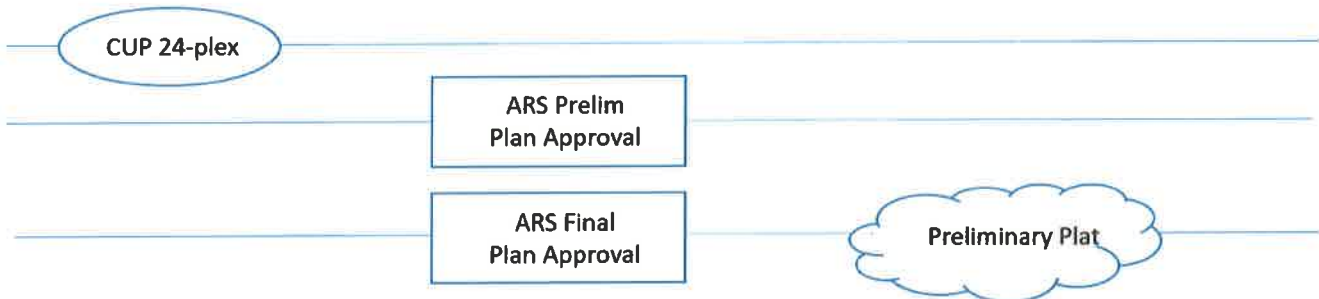 CUP 24-plex
ARS Prelim
Plan Approval
ARS Final
Plan Approval
Preliminary Plat